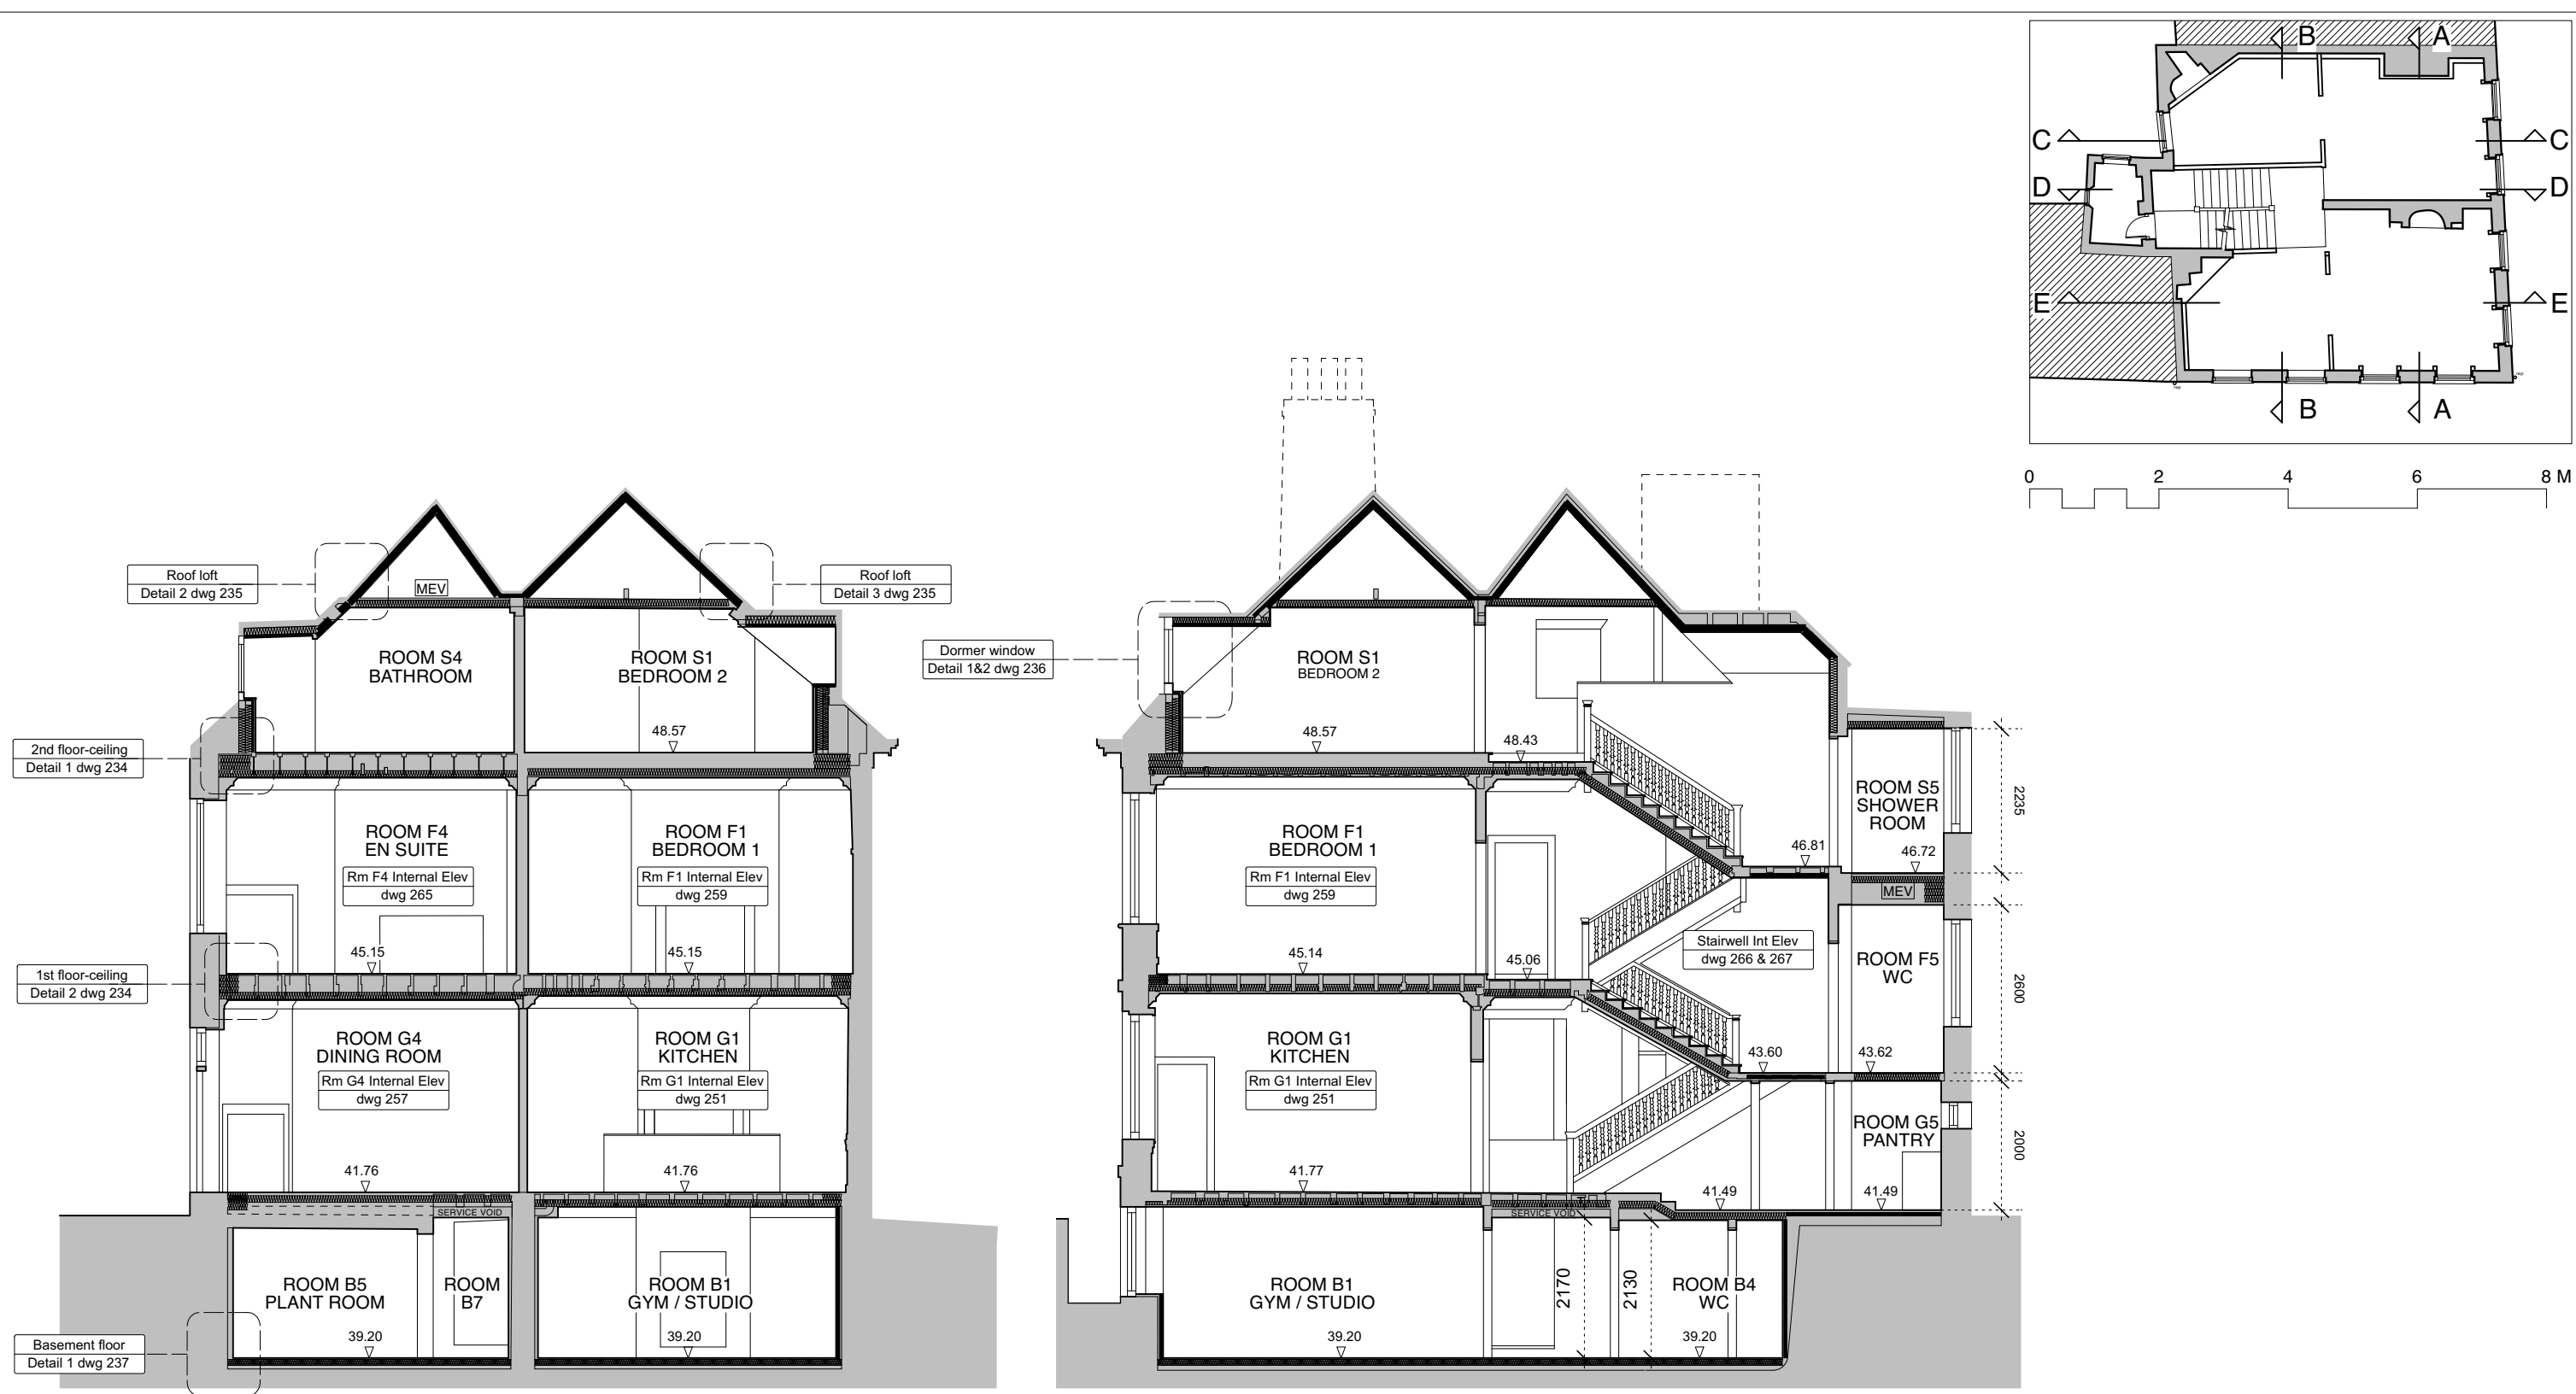 B
A
C
C
D
D
E
E
B
A
0
2
4
6
8 M
Roof loft
Detail 2 dwg 235
MEV
Roof loft
Detail 3 dwg 235
ROOM S4
BATHROOM
ROOM S1
BEDROOM 2
48.57
2nd floor-ceiling
Detail 1 dwg 234
ROOM F4
EN SUITE
Rm F4 Internal Elev
dwg 265
45.15
ROOM F1
BEDROOM 1
Rm F1 Internal Elev
dwg 259
45.15
1st floor-ceiling
Detail 2 dwg 234
ROOM G4
DINING ROOM
Rm G4 Internal Elev
dwg 257
41.76
ROOM G1
KITCHEN
Rm G1 Internal Elev
dwg 251
41.76
SERVICE VOID
ROOM B5
PLANT ROOM
39.20
ROOM
B7
ROOM B1
GYM / STUDIO
39.20
Basement floor
Detail 1 dwg 237
Dormer window
Detail 1&2 dwg 236
ROOM S1
BEDROOM 2
48.57
48.43
ROOM S5
SHOWER
ROOM
46.81
46.72
2235
MEV
ROOM F1
BEDROOM 1
Rm F1 Internal Elev
dwg 259
45.14
45.06
Stairwell Int Elev
dwg 266 & 267
ROOM F5
WC
2600
43.60
43.62
ROOM G1
KITCHEN
Rm G1 Internal Elev
dwg 251
41.77
ROOM G5
PANTRY
2000
41.49
41.49
SERVICE VOID
ROOM B1
GYM / STUDIO
39.20
2170
2130
ROOM B4
WC
39.20